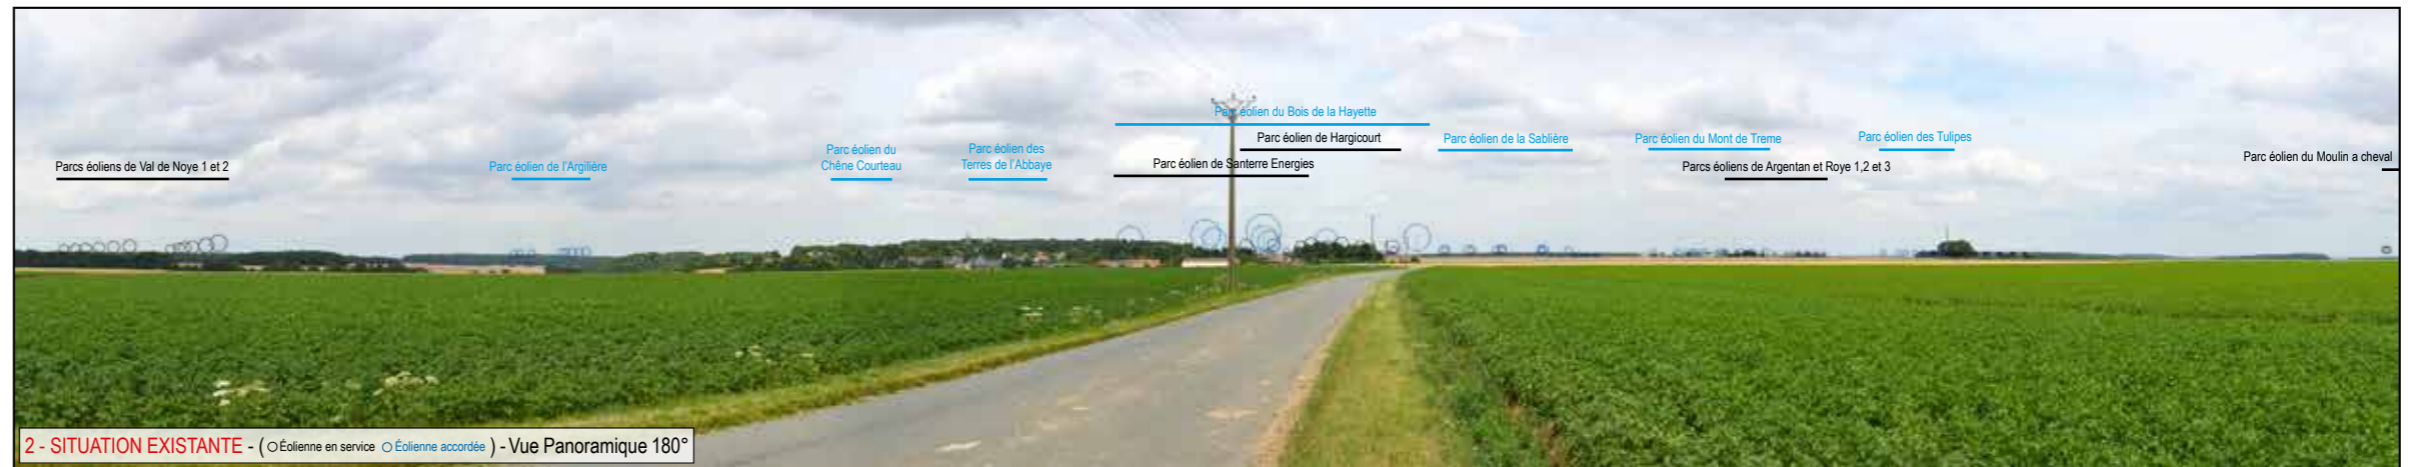 Parc éolien du Bois de la Hayette
Parc éolien de Hargicourt
Parc éolien de la Sablière
Parc éolien du Mont de Treme
Parc éolien des Tulipes
Parcs éoliens de Val de Noye 1 et 2
Parc éolien de l'Argilière
Parc éolien du
Chêne Courteau
Parc éolien des
Terres de l'Abbaye
Parc éolien de Santerre Energies
Parcs éoliens de Argentan et Roye 1,2 et 3
Parc éolien du Moulin a cheval
2 - SITUATION EXISTANTE - ( Éolienne en service Éolienne accordée ) - Vue Panoramique 180°